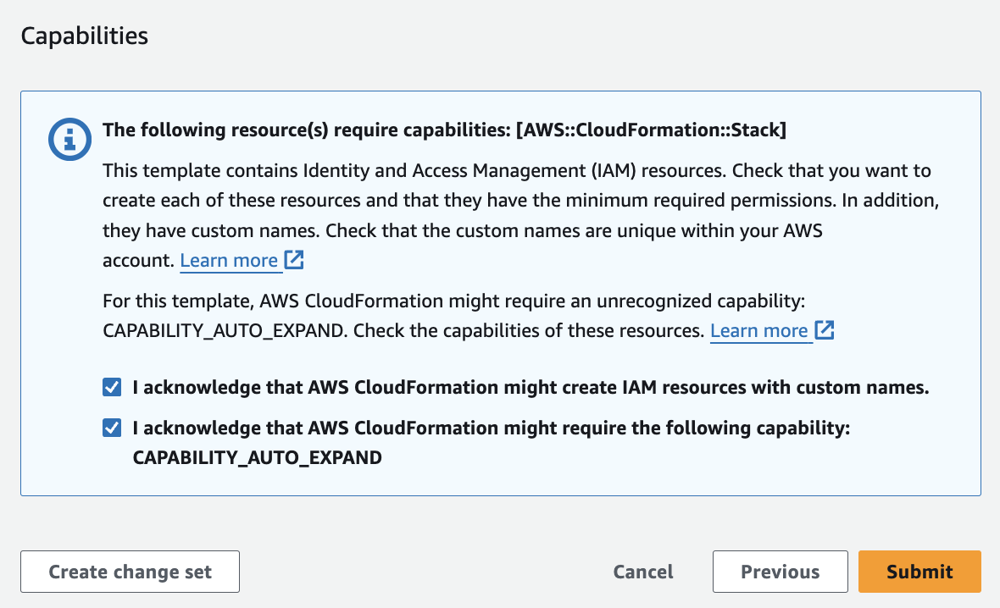 Capabilities
The following resource(s) require capabilities: [AWS::CloudFormation::Stack]
This template contains Identity and Access Management (IAM) resources. Check that you want to
create each of these resources and that they have the minimum required permissions. In addition,
they have custom names. Check that the custom names are unique within your AWS
account. Learn more
For this template, AWS CloudFormation might require an unrecognized capability:
CAPABILITY_AUTO_EXPAND. Check the capabilities of these resources. Learn more
I acknowledge that AWS CloudFormation might create IAM resources with custom names.
I acknowledge that AWS CloudFormation might require the following capability:
CAPABILITY_AUTO_EXPAND
Create change set Cancel Previous Submit